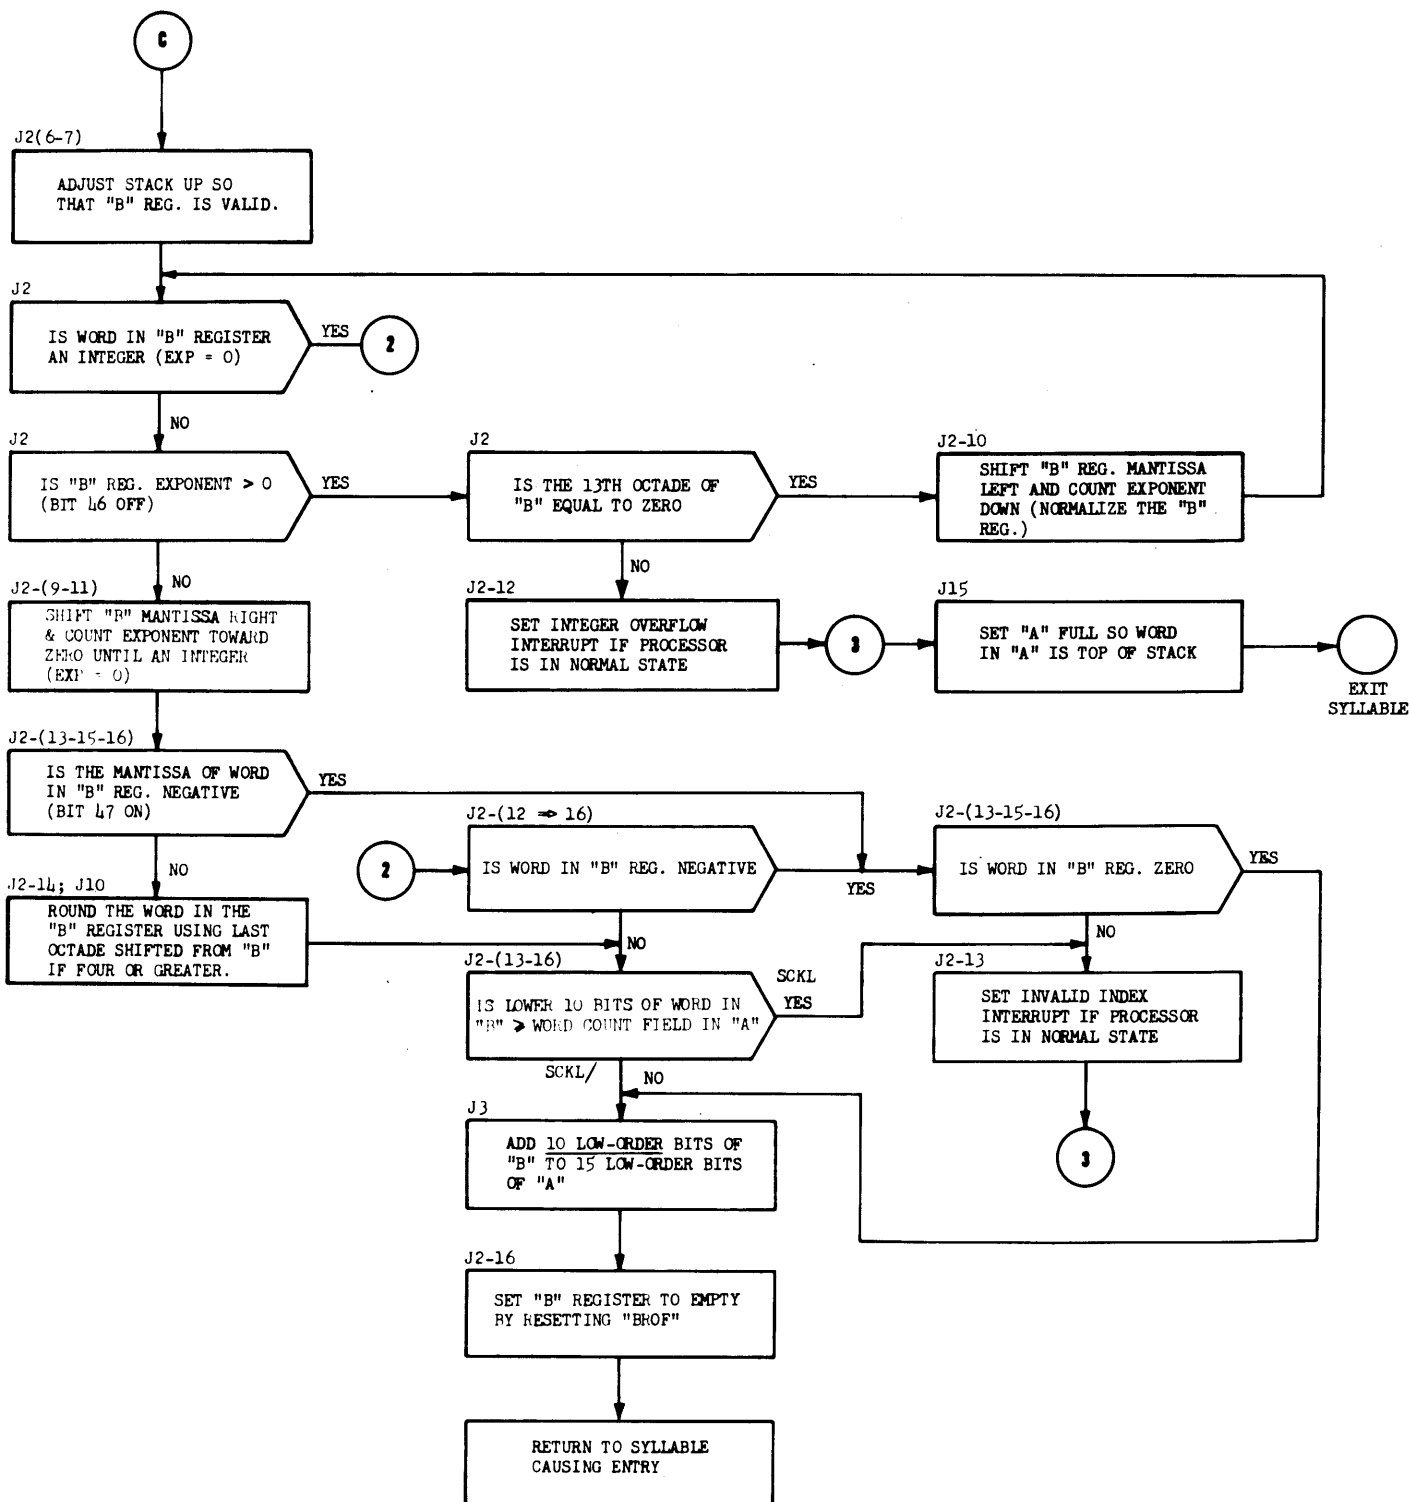 C
J2(6-7)
ADJUST STACK UP SO
THAT "B" REG. IS VALID.
J2
IS WORD IN "B" REGISTER
AN INTEGER (EXP = 0)
YES
2
NO
J2
IS "B" REG. EXPONENT > 0
(BIT 46 OFF)
YES
J2
IS THE 13TH OCTADE OF
"B" EQUAL TO ZERO
YES
J2-10
SHIFT "B" REG. MANTISSA
LEFT AND COUNT EXPONENT
DOWN (NORMALIZE THE "B"
REG.)
NO
NO
J2-(9-11)
SHIFT "B" MANTISSA RIGHT
& COUNT EXPONENT TOWARD
ZERO UNTIL AN INTEGER
(EXP = 0)
J2-12
SET INTEGER OVERFLOW
INTERRUPT IF PROCESSOR
IS IN NORMAL STATE
3
J15
SET "A" FULL SO WORD
IN "A" IS TOP OF STACK
EXIT
SYLLABLE
J2-(13-15-16)
IS THE MANTISSA OF WORD
IN "B" REG. NEGATIVE
(BIT 47 ON)
YES
NO
2
J2-(12 ⇒ 16)
IS WORD IN "B" REG. NEGATIVE
YES
J2-(13-15-16)
IS WORD IN "B" REG. ZERO
YES
J2-14; J10
ROUND THE WORD IN THE
"B" REGISTER USING LAST
OCTADE SHIFTED FROM "B"
IF FOUR OR GREATER.
NO
NO
J2-(13-16)
IS LOWER 10 BITS OF WORD IN
"B" ≥ WORD COUNT FIELD IN "A"
SCKL
YES
J2-13
SET INVALID INDEX
INTERRUPT IF PROCESSOR
IS IN NORMAL STATE
SCKL/
NO
3
J3
ADD 10 LOW-ORDER BITS OF
"B" TO 15 LOW-ORDER BITS
OF "A"
J2-16
SET "B" REGISTER TO EMPTY
BY RESETTING "BROF"
RETURN TO SYLLABLE
CAUSING ENTRY